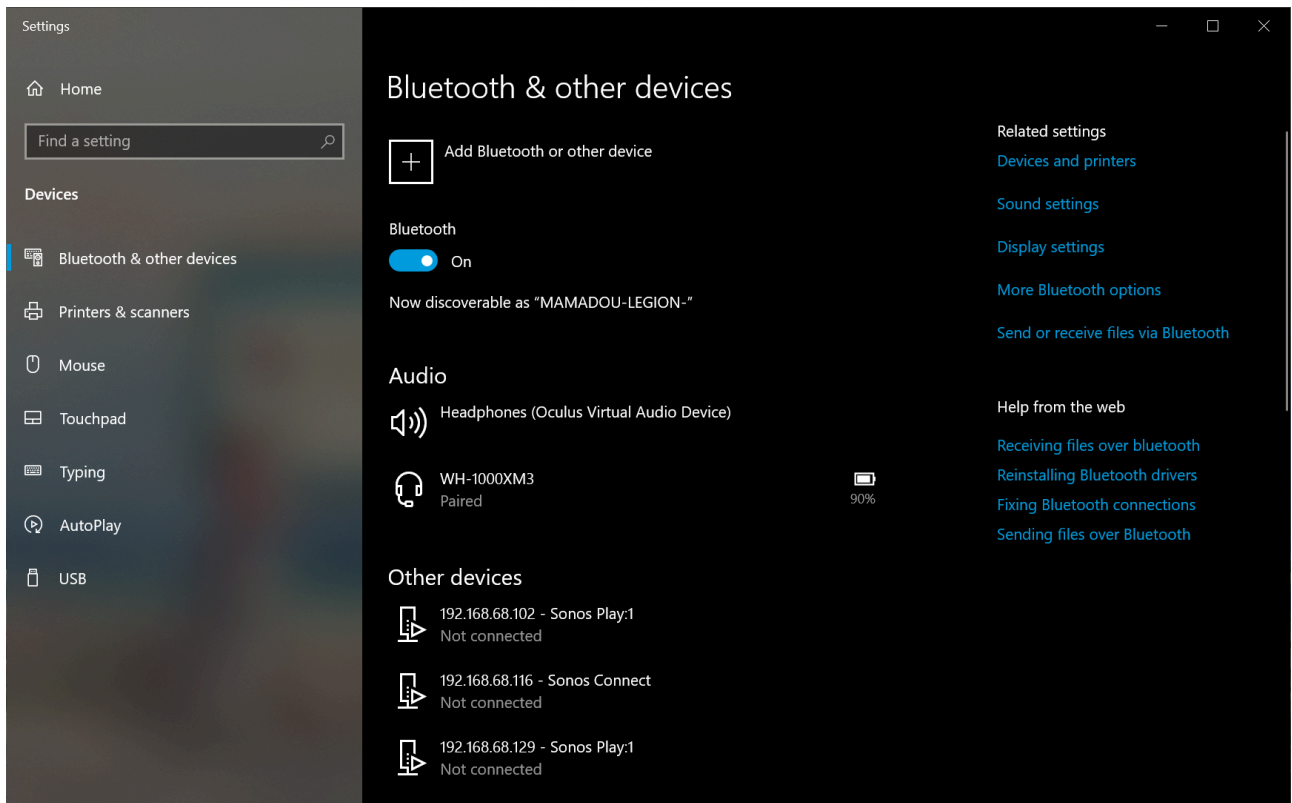 Settings
Home
Find a setting
Devices
Bluetooth & other devices
Printers & scanners
Mouse
Touchpad
Typing
AutoPlay
USB
Bluetooth & other devices
Add Bluetooth or other device
Bluetooth
On
Now discoverable as “MAMADOU-LEGION-”
Audio
Headphones (Oculus Virtual Audio Device)
WH-1000XM3
Paired
90%
Other devices
192.168.68.102 - Sonos Play:1
Not connected
192.168.68.116 - Sonos Connect
Not connected
192.168.68.129 - Sonos Play:1
Not connected
Related settings
Devices and printers
Sound settings
Display settings
More Bluetooth options
Send or receive files via Bluetooth
Help from the web
Receiving files over bluetooth
Reinstalling Bluetooth drivers
Fixing Bluetooth connections
Sending files over Bluetooth